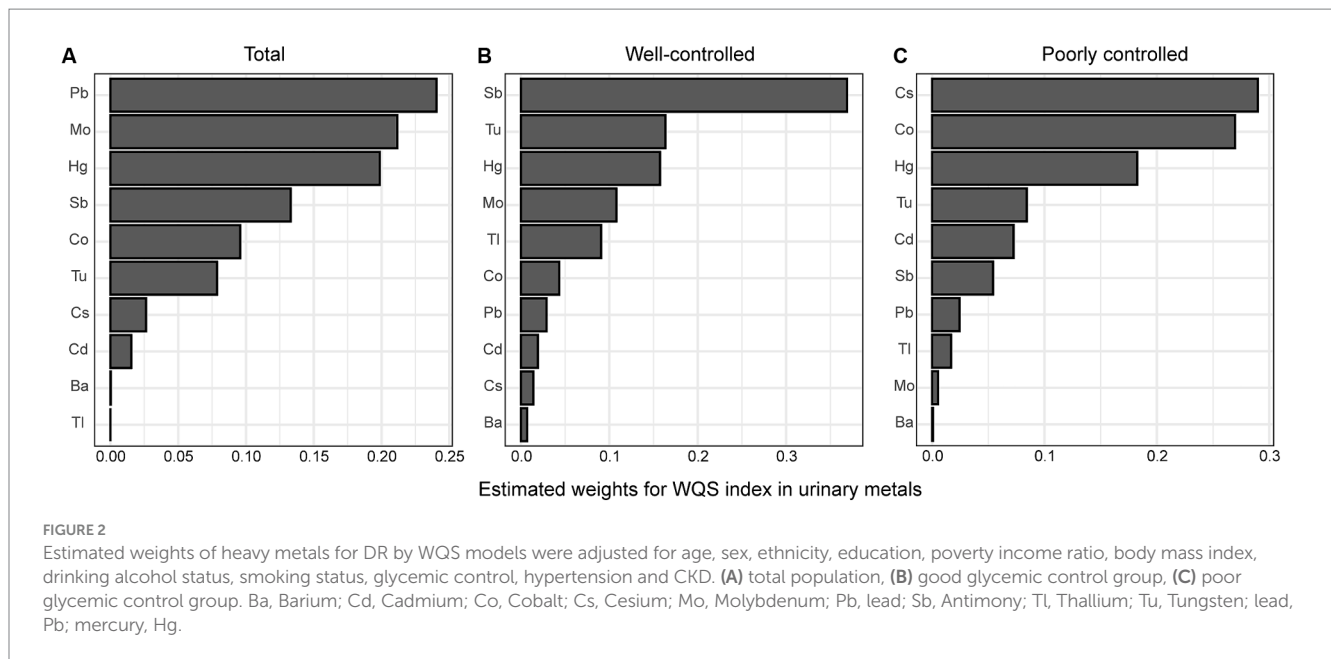 A Total
Pb
Mo
Hg
Sb
Co
Tu
Cs
Cd
Ba
Tl
0.00 0.05 0.10 0.15 0.20 0.25
B Well-controlled
Sb
Tu
Hg
Mo
Tl
Co
Pb
Cd
Cs
Ba
0.0 0.1 0.2 0.3
C Poorly controlled
Cs
Co
Hg
Tu
Cd
Sb
Pb
Tl
Mo
Ba
0.0 0.1 0.2 0.3
Estimated weights for WQS index in urinary metals
FIGURE 2
Estimated weights of heavy metals for DR by WQS models were adjusted for age, sex, ethnicity, education, poverty income ratio, body mass index,
drinking alcohol status, smoking status, glycemic control, hypertension and CKD. (A) total population, (B) good glycemic control group, (C) poor
glycemic control group. Ba, Barium; Cd, Cadmium; Co, Cobalt; Cs, Cesium; Mo, Molybdenum; Pb, lead; Sb, Antimony; Tl, Thallium; Tu, Tungsten; lead,
Pb; mercury, Hg.